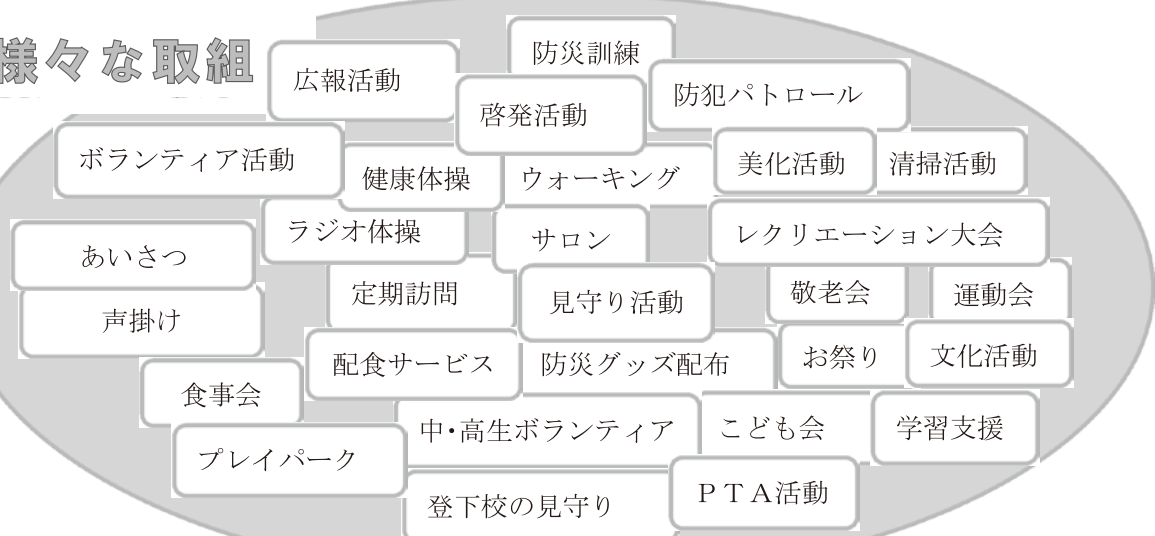 様々な取組
防災訓練
広報活動
防犯パトロール
啓発活動
ボランティア活動
健康体操
ウォーキング
美化活動
清掃活動
ラジオ体操
サロン
レクリエーション大会
あいさつ
定期訪問
見守り活動
敬老会
運動会
声掛け
配食サービス
防災グッズ配布
お祭り
文化活動
食事会
中・高生ボランティア
こども会
学習支援
プレイパーク
登下校の見守り
ＰＴＡ活動